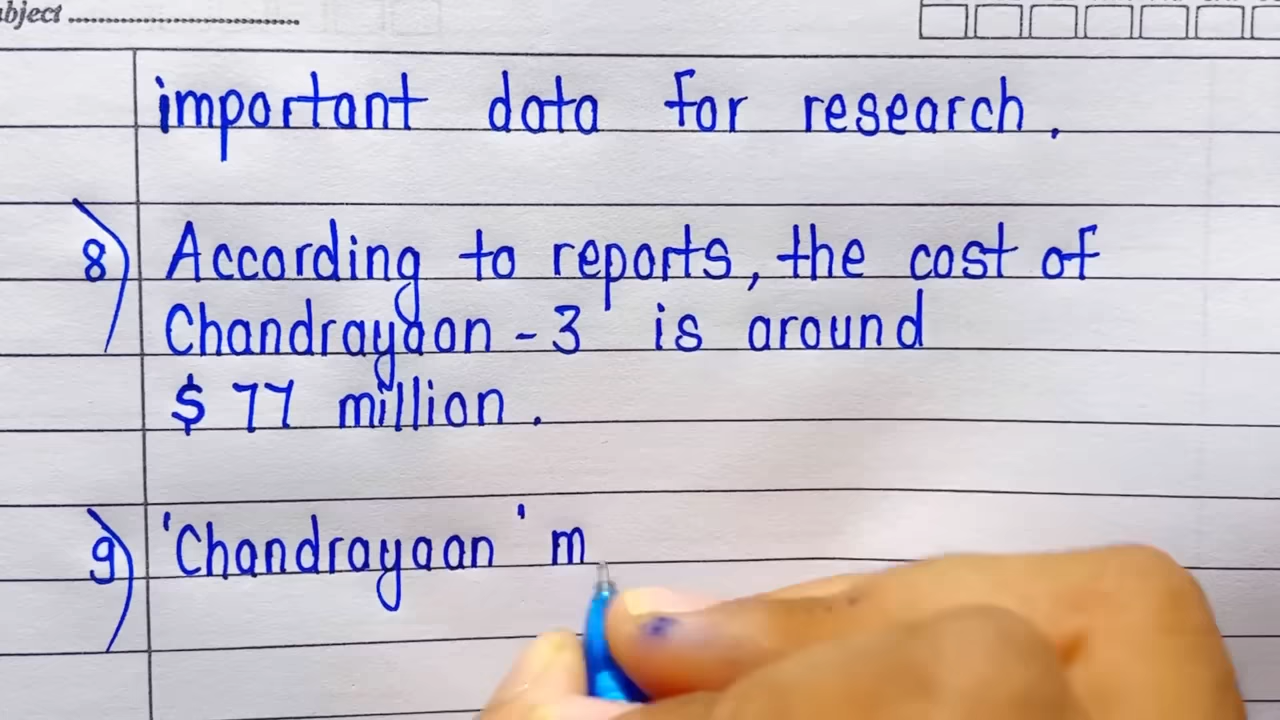 bject
important data for research.
8) According to reports, the cost of
Chandrayaan - 3 is around
$ 77 million.
9) 'Chandrayaan' m